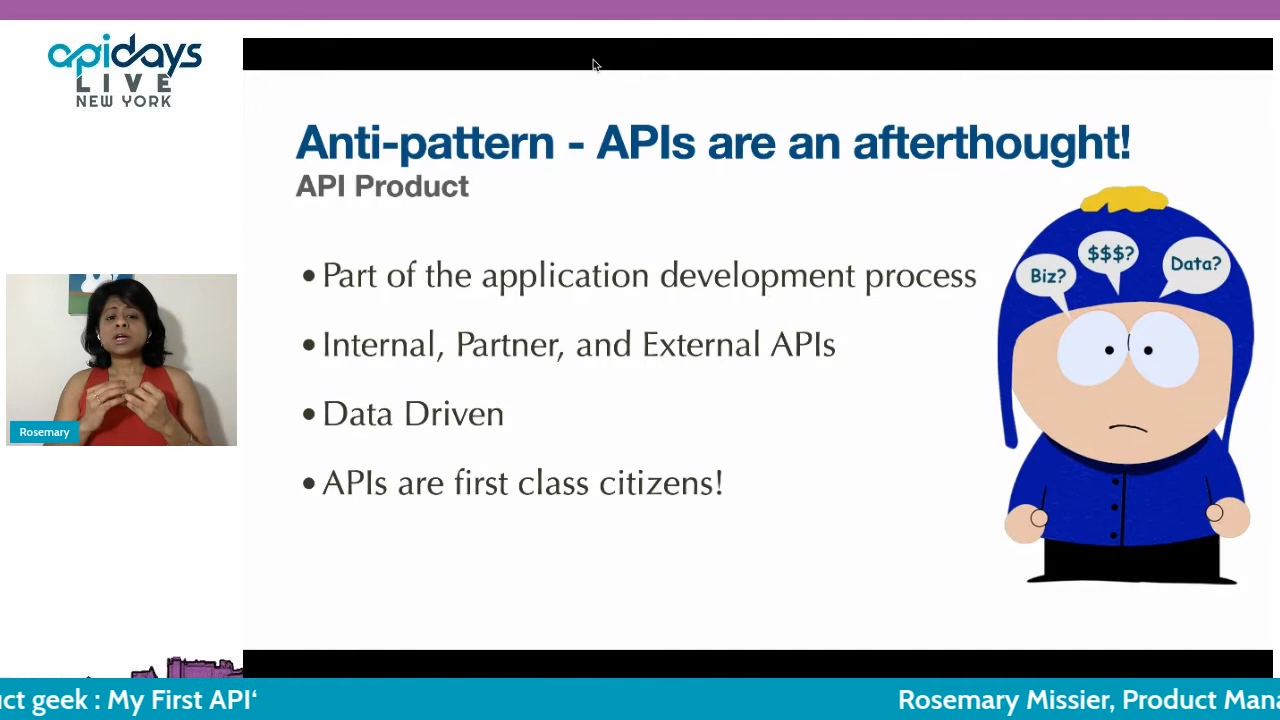 apidays
LIVE
NEW YORK
Anti-pattern - APIs are an afterthought!
API Product
Biz?
$$$?
Data?
• Part of the application development process
• Internal, Partner, and External APIs
• Data Driven
• APIs are first class citizens!
Rosemary
geek : My First API‘
Rosemary Missier, Product